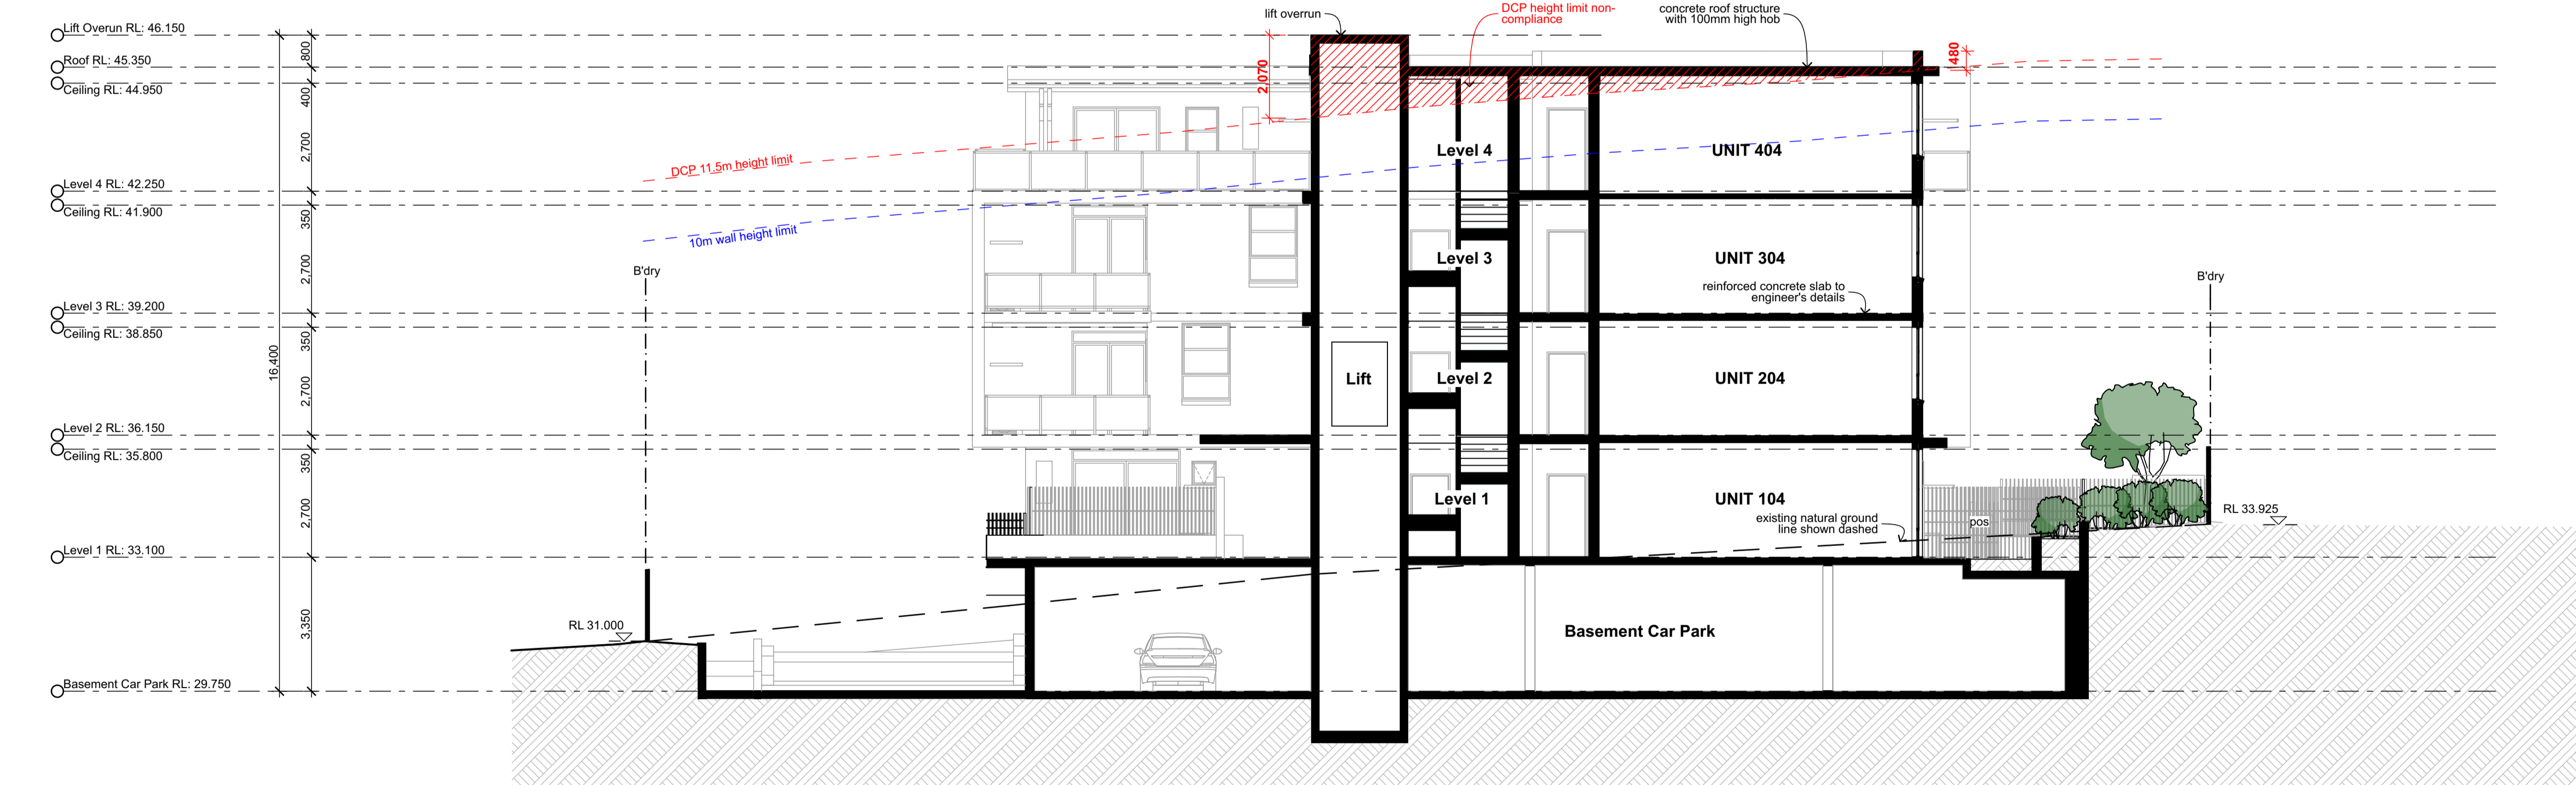 lift overrun
DCP height limit non-
compliance
concrete roof structure
with 100mm high hob
Lift Overun RL: 46.150
Roof RL: 45.350
Ceiling RL: 44.950
Level 4 RL: 42.250
Ceiling RL: 41.900
Level 3 RL: 39.200
Ceiling RL: 38.850
Level 2 RL: 36.150
Ceiling RL: 35.800
Level 1 RL: 33.100
Basement Car Park RL: 29.750
16,400
800
400
2,700
350
2,700
350
2,700
350
2,700
3,350
2,070
480
DCP 11.5m height limit
10m wall height limit
B'dry
B'dry
Level 4
UNIT 404
Level 3
UNIT 304
reinforced concrete slab to
engineer's details
Lift
Level 2
UNIT 204
Level 1
UNIT 104
existing natural ground
line shown dashed
pos
RL 33.925
RL 31.000
Basement Car Park